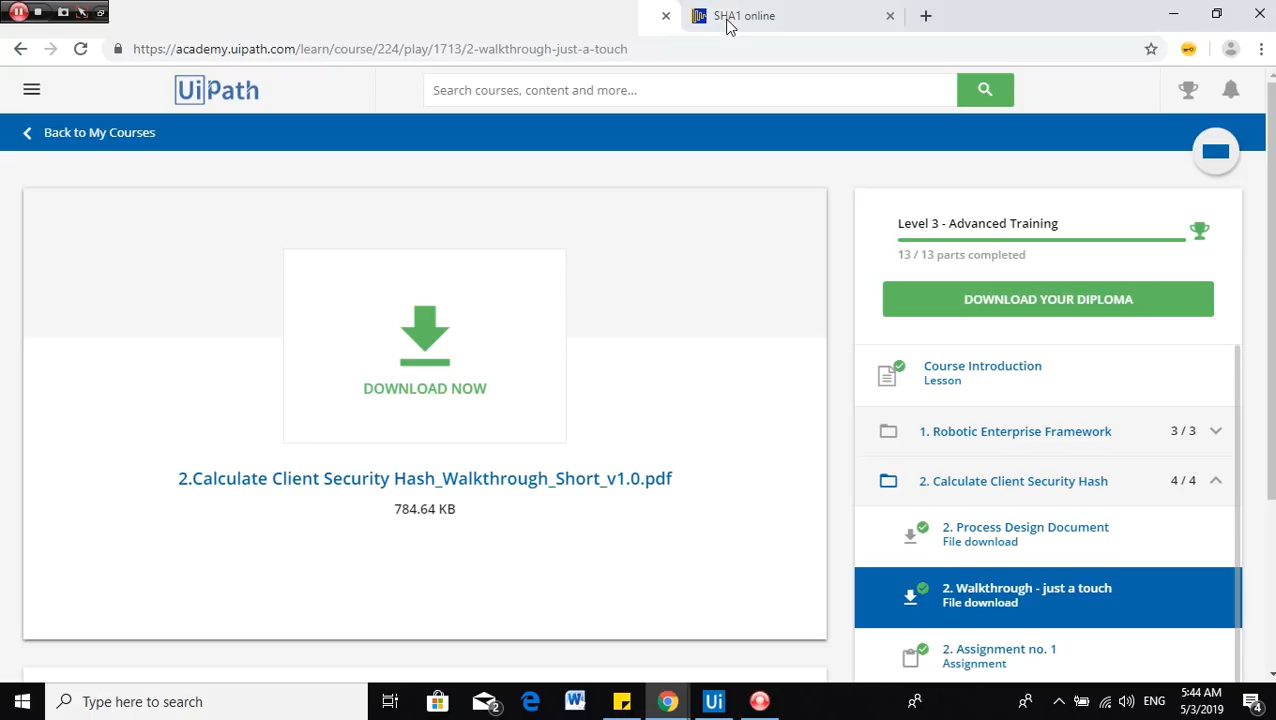 SHA1 online
https://academy.uipath.com/learn/course/224/play/1713/2-walkthrough-just-a-touch
UiPath
Search courses, content and more...
Back to My Courses
DOWNLOAD NOW
2.Calculate Client Security Hash_Walkthrough_Short_v1.0.pdf
784.64 KB
Level 3 - Advanced Training
13 / 13 parts completed
DOWNLOAD YOUR DIPLOMA
Course Introduction
Lesson
1. Robotic Enterprise Framework 3 / 3
2. Calculate Client Security Hash 4 / 4
2. Process Design Document
File download
2. Walkthrough - just a touch
File download
2. Assignment no. 1
Assignment
Type here to search
2
W
Ui
ENG
5:44 AM
5/3/2019
4